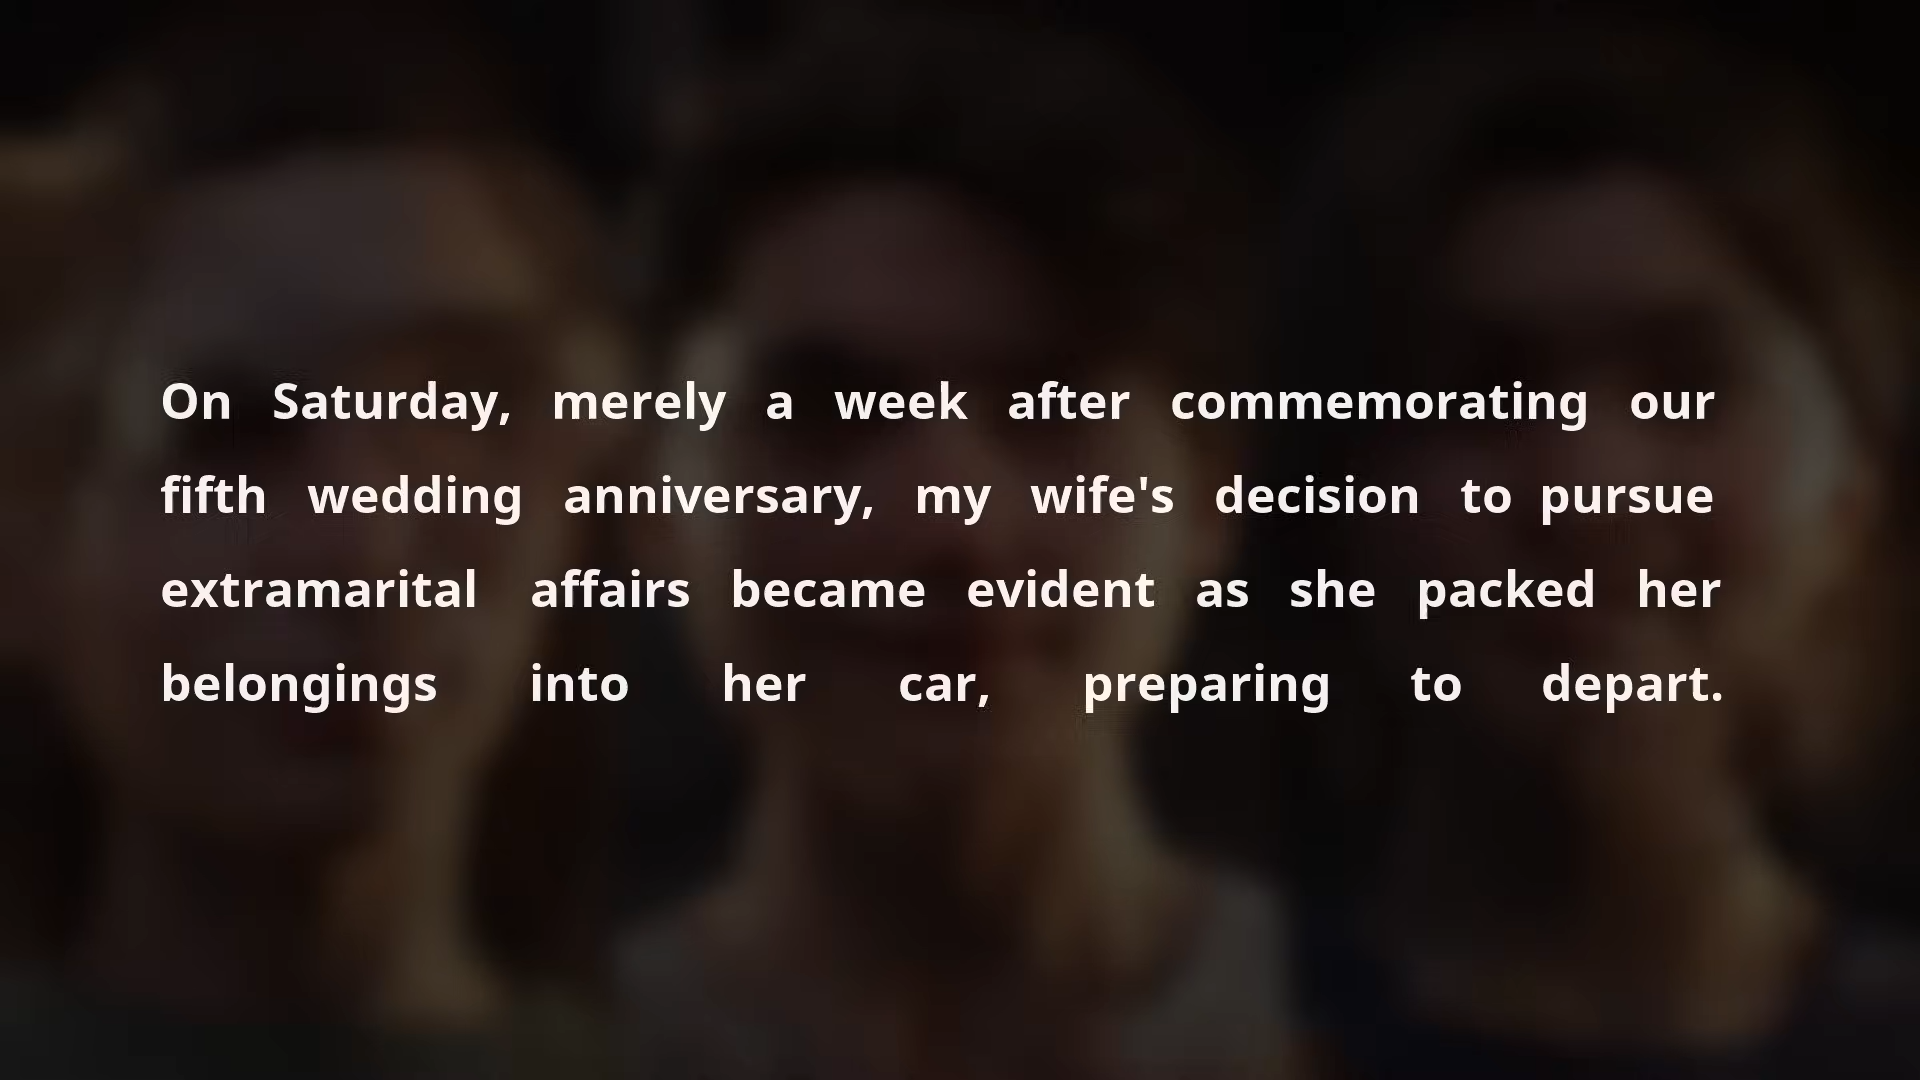 On Saturday, merely a week after commemorating our
fifth wedding anniversary, my wife's decision to pursue
extramarital affairs became evident as she packed her
belongings into her car, preparing to depart.